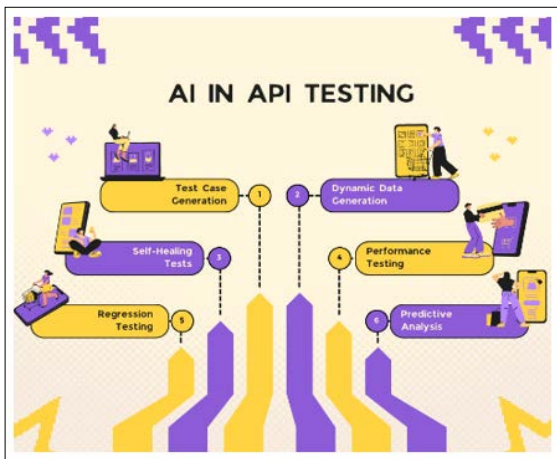 AI IN API TESTING
Test Case
Generation
1
2
Dynamic Data
Generation
Self-Healing
Tests
3
4
Performance
Testing
Regression
Testing
5
6
Predictive
Analysis